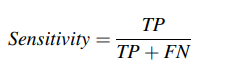 Sensitivity = TP / TP + FN